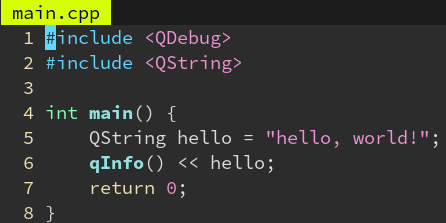 main.cpp
1 #include <QDebug>
2 #include <QString>
3
4 int main() {
5     QString hello = "hello, world!";
6     qInfo() << hello;
7     return 0;
8 }